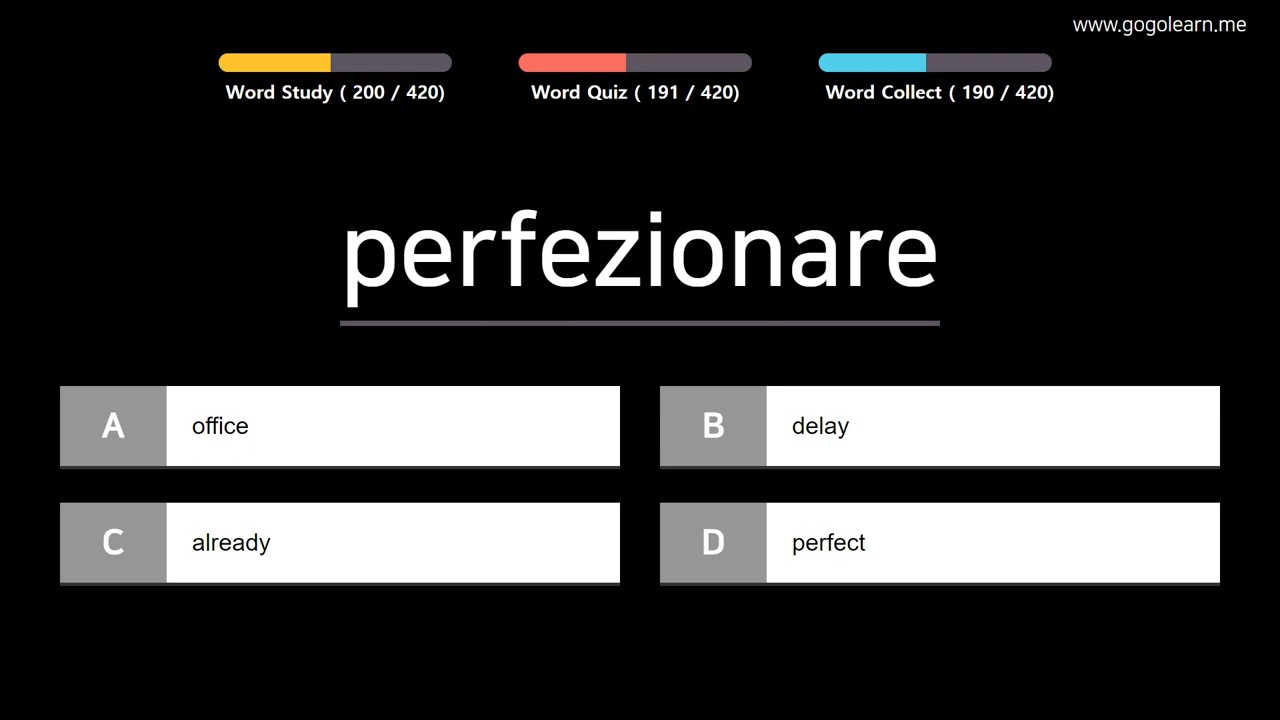 www.gogolearn.me
Word Study ( 200 / 420)
Word Quiz ( 191 / 420)
Word Collect ( 190 / 420)
perfezionare
A office
B delay
C already
D perfect